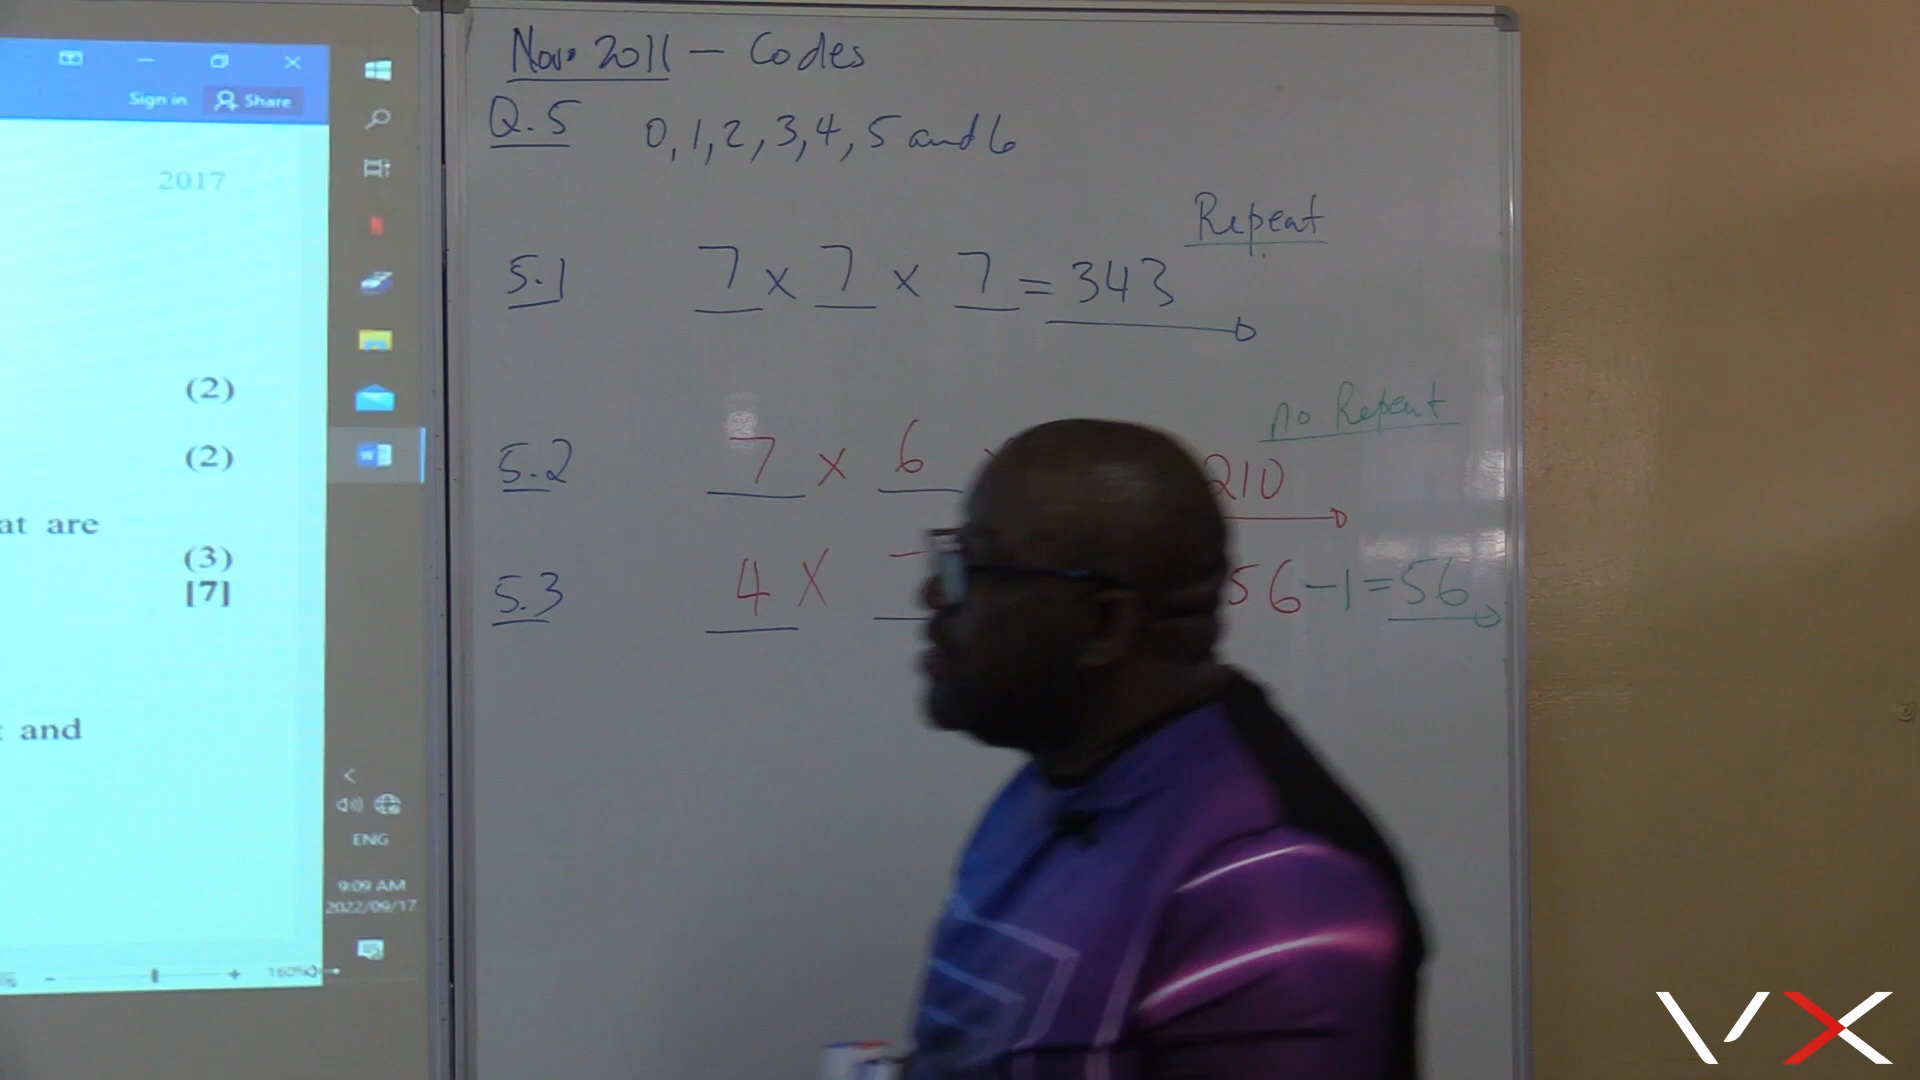 Sign in Share
2017
(2)
(2)
at are
(3)
[7]
and
ENG
9:09 AM
2022/09/17
160%
Nov. 2011 — Codes
Q.5 0, 1, 2, 3, 4, 5 and 6
Repeat
5.1 7 x 7 x 7 = 343
no Repeat
5.2 7 x 6 210
5.3 4 x 56 - 1 = 56
VX